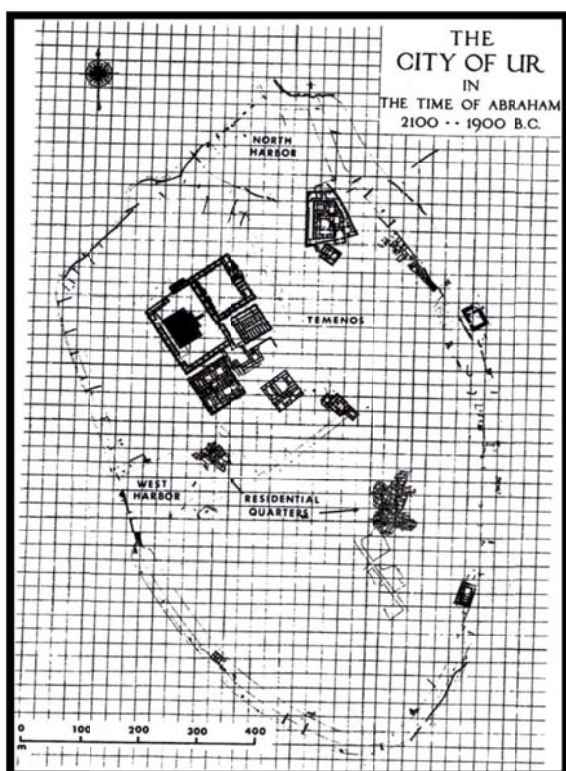 THE
CITY OF UR
IN
THE TIME OF ABRAHAM
2100 ·· 1900 B.C.
NORTH
HARBOR
TEMENOS
WEST
HARBOR
RESIDENTIAL
QUARTERS
0 100 200 300 400
m